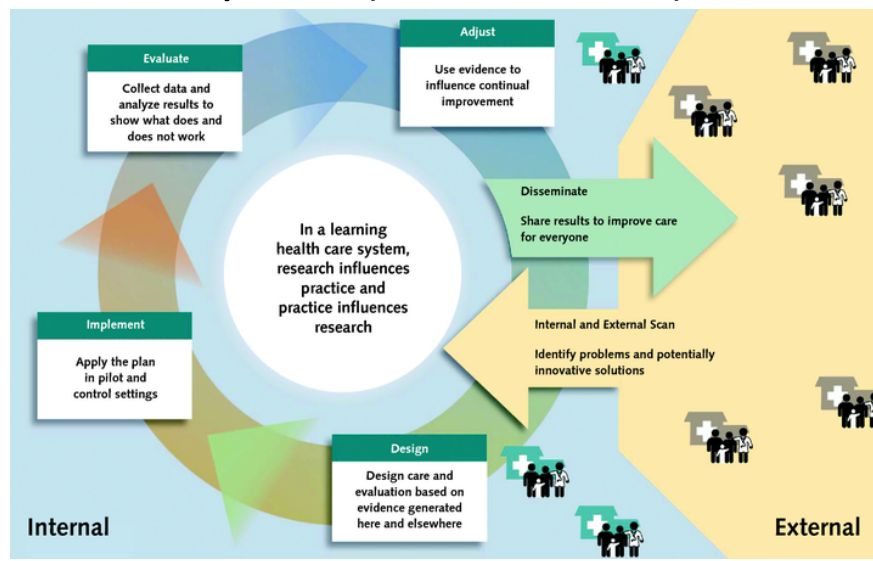 Adjust
Use evidence to
influence continual
improvement
Evaluate
Collect data and
analyze results to
show what does and
does not work
Disseminate
Share results to improve care
for everyone
In a learning
health care system,
research influences
practice and
practice influences
research
Internal and External Scan
Identify problems and potentially
innovative solutions
Implement
Apply the plan
in pilot and
control settings
Design
Design care and
evaluation based on
evidence generated
here and elsewhere
Internal
External